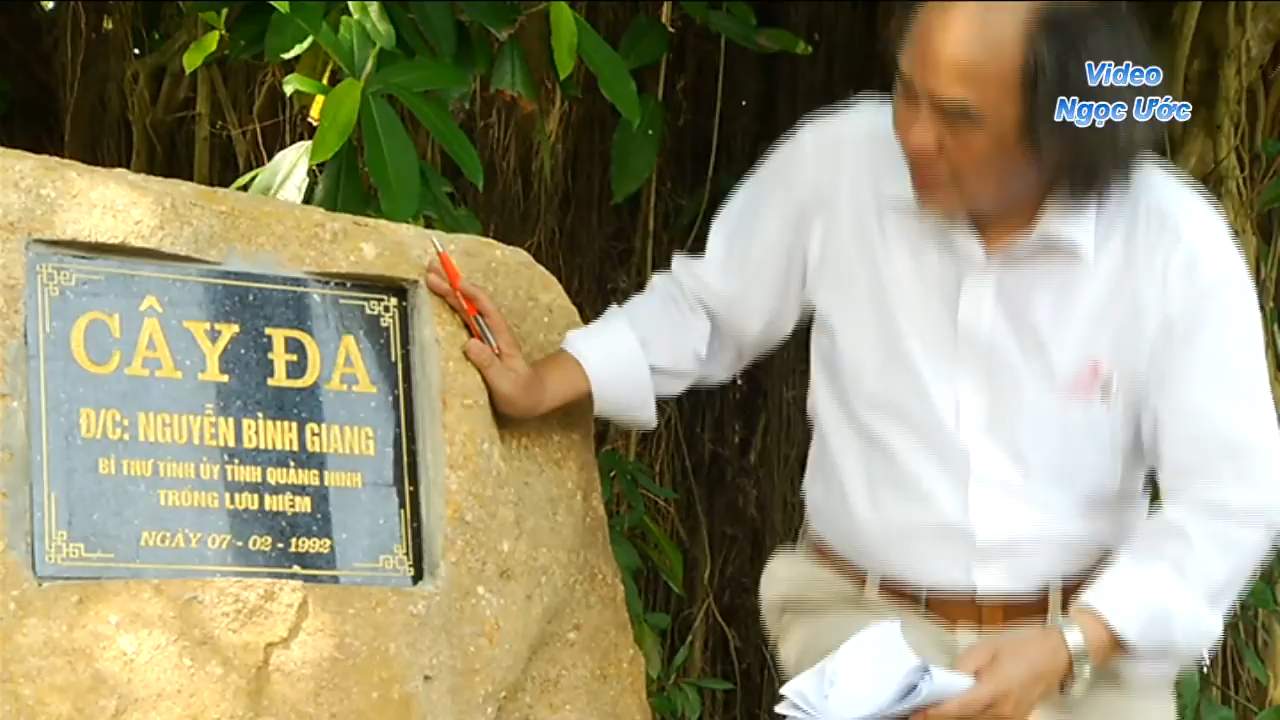 Video
Ngọc Ước
CÂY ĐA
Đ/C: NGUYỄN BÌNH GIANG
BÍ THƯ TỈNH ỦY TỈNH QUẢNG NINH
TRỒNG LƯU NIỆM
NGÀY 07 - 02 - 1992